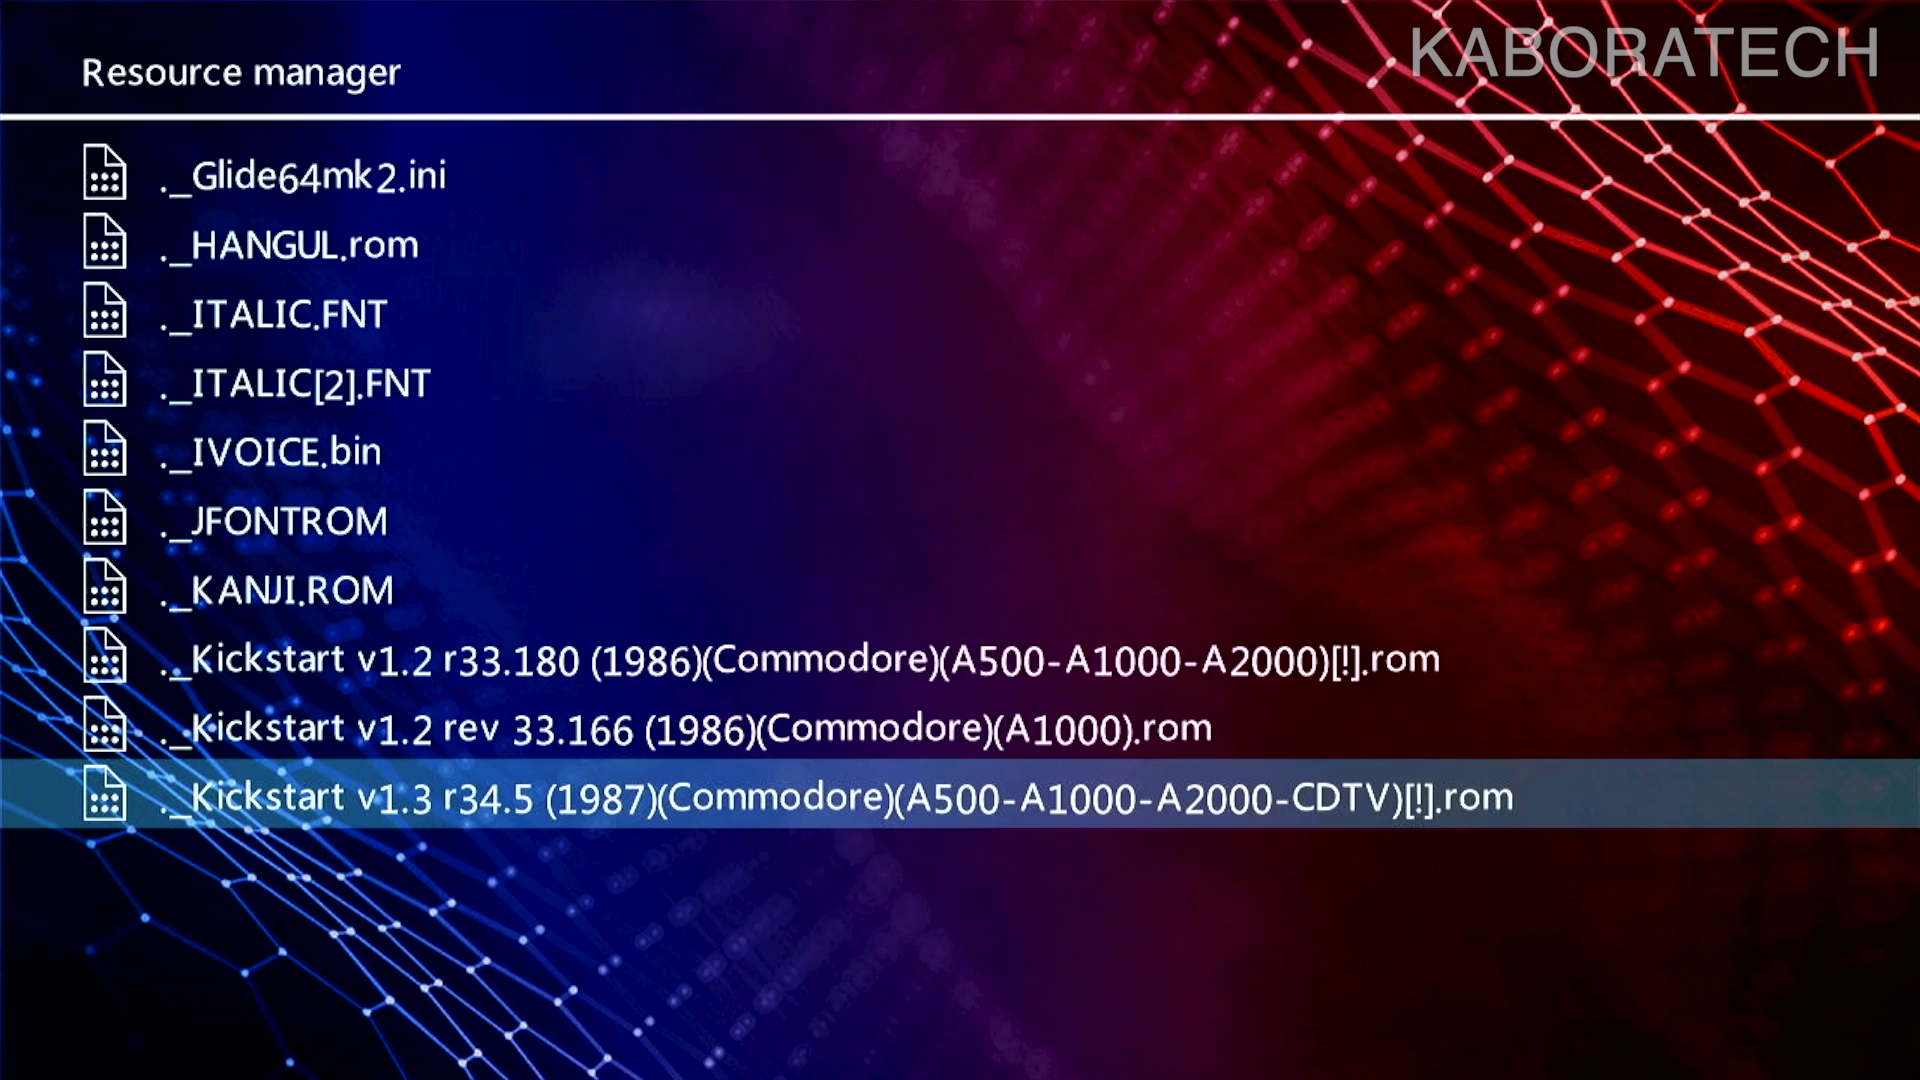 KABORATECH
Resource manager
._Glide64mk2.ini
._HANGUL.rom
._ITALIC.FNT
._ITALIC[2].FNT
._IVOICE.bin
._JFONTROM
._KANJI.ROM
._Kickstart v1.2 r33.180 (1986)(Commodore)(A500-A1000-A2000)[!].rom
._Kickstart v1.2 rev 33.166 (1986)(Commodore)(A1000).rom
._Kickstart v1.3 r34.5 (1987)(Commodore)(A500-A1000-A2000-CDTV)[!].rom